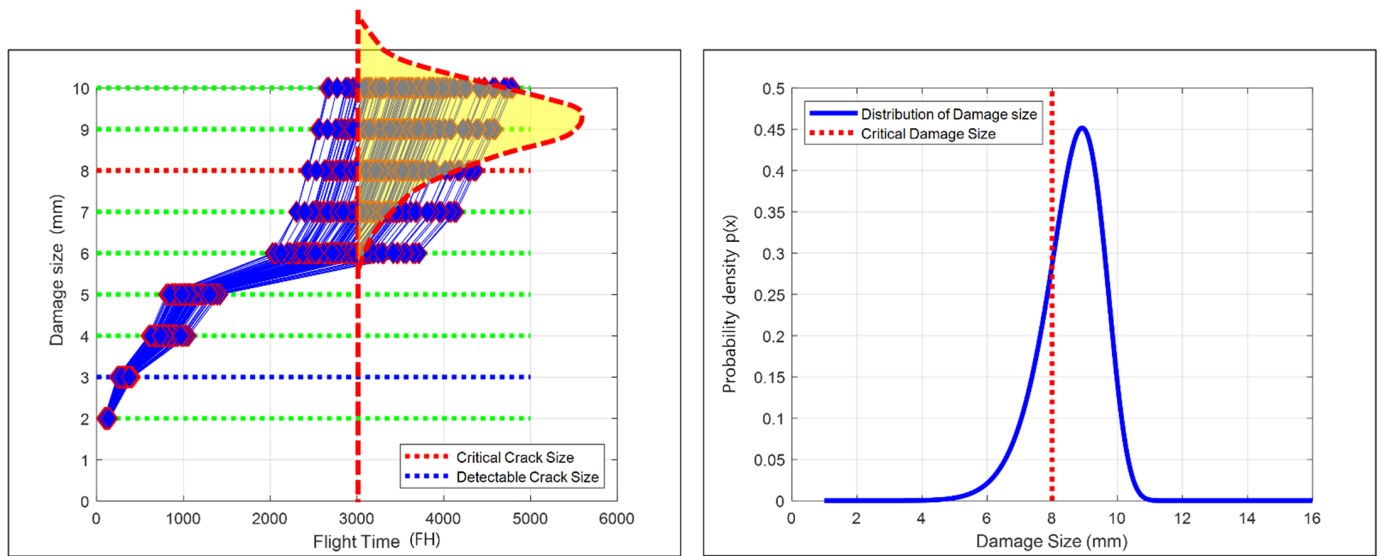 10
9
8
7
6
5
4
3
2
1
0
Damage size (mm)
Critical Crack Size
Detectable Crack Size
0 1000 2000 3000 4000 5000 6000
Flight Time (FH)
0.5
0.45
0.4
0.35
0.3
0.25
0.2
0.15
0.1
0.05
0
Probability density p(x)
Distribution of Damage size
Critical Damage Size
0 2 4 6 8 10 12 14 16
Damage Size (mm)